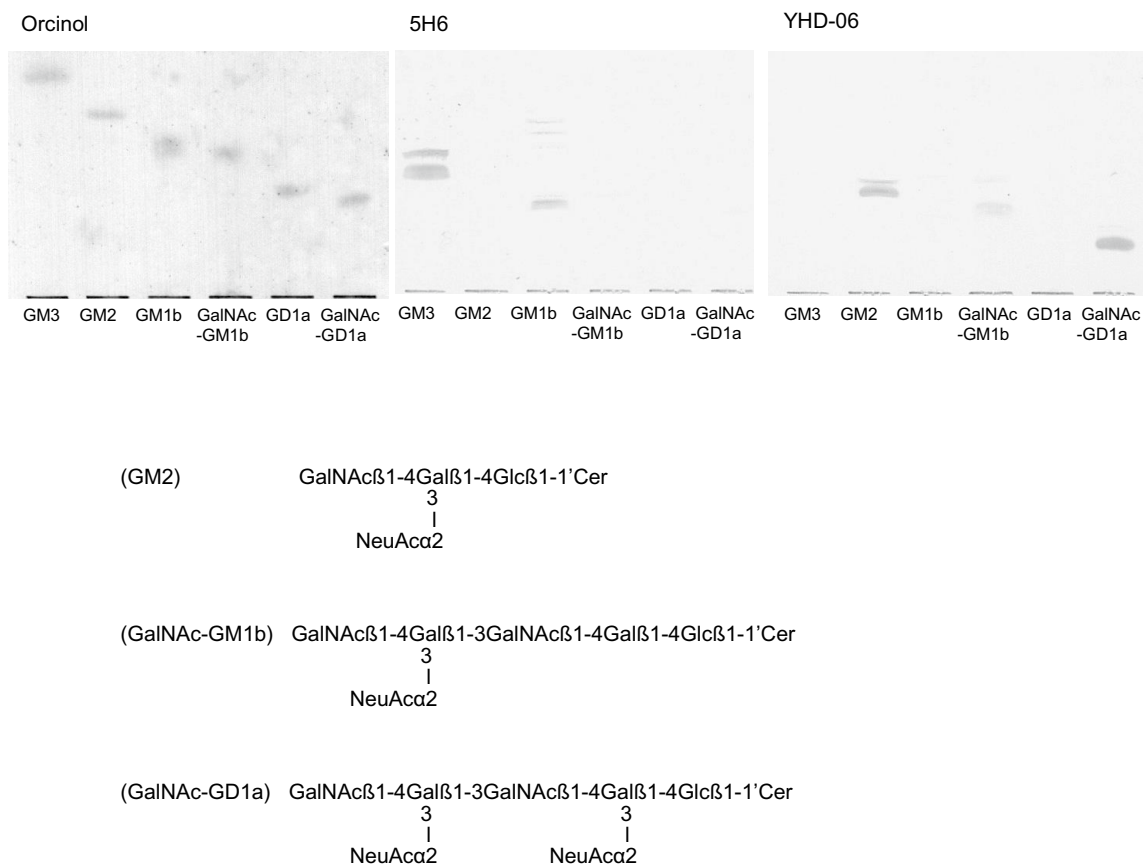 Orcinol 5H6 YHD-06
GM3 GM2 GM1b GalNAc GD1a GalNAc GM3 GM2 GM1b GalNAc GD1a GalNAc GM3 GM2 GM1b GalNAc GD1a GalNAc
-GM1b -GD1a -GM1b -GD1a -GM1b -GD1a
(GM2) GalNAcß1-4Galß1-4Glcß1-1'Cer
3
NeuAcα2
(GalNAc-GM1b) GalNAcß1-4Galß1-3GalNAcß1-4Galß1-4Glcß1-1'Cer
3
NeuAcα2
(GalNAc-GD1a) GalNAcß1-4Galß1-3GalNAcß1-4Galß1-4Glcß1-1'Cer
3 3
NeuAcα2 NeuAcα2